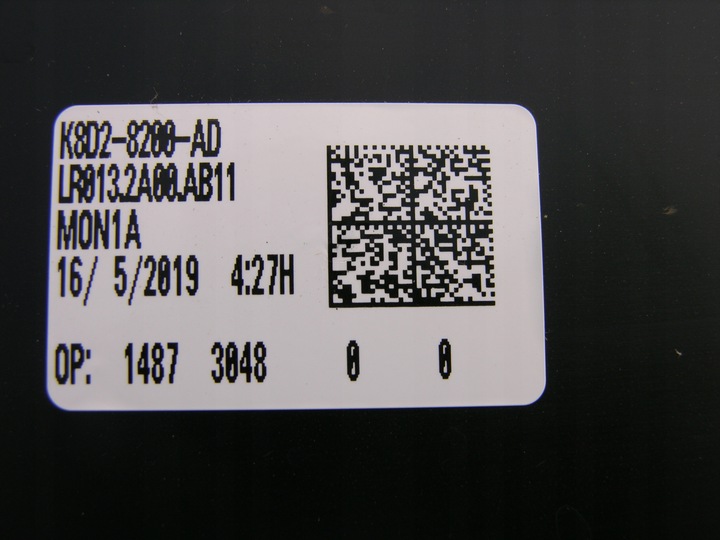 K8D2-8200-AD
LR013.2A00.AB11
MON1A
16/ 5/2019 4:27H
OP: 1487 3048 0 0